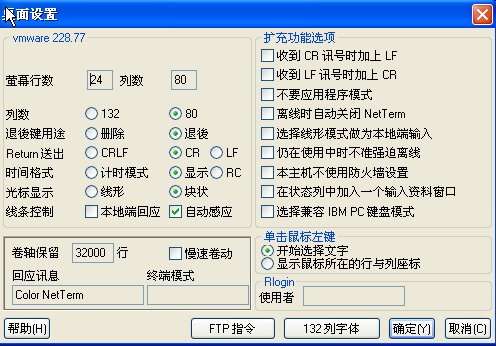 桌面设置
vmware 228.77
萤幕行数 24 列数 80
列数 132 80
退後键用途 删除 退後
Return送出 CRLF CR LF
时间格式 计时模式 显示 RC
光标显示 线形 块状
线条控制 本地端回应 自动感应
卷轴保留 32000 行 慢速卷动
回应讯息 终端模式
Color NetTerm
扩充功能选项
收到 CR 讯号时加上 LF
收到 LF 讯号时加上 CR
不要应用程序模式
离线时自动关闭 NetTerm
选择线形模式做为本地端输入
仍在使用中时不准强迫离线
本主机不使用防火墙设置
在状态列中加入一个输入资料窗口
选择兼容 IBM PC 键盘模式
单击鼠标左键
开始选择文字
显示鼠标所在的行与列座标
Rlogin
使用者
帮助(H) FTP 指令 132 列字体 确定(Y) 取消(C)